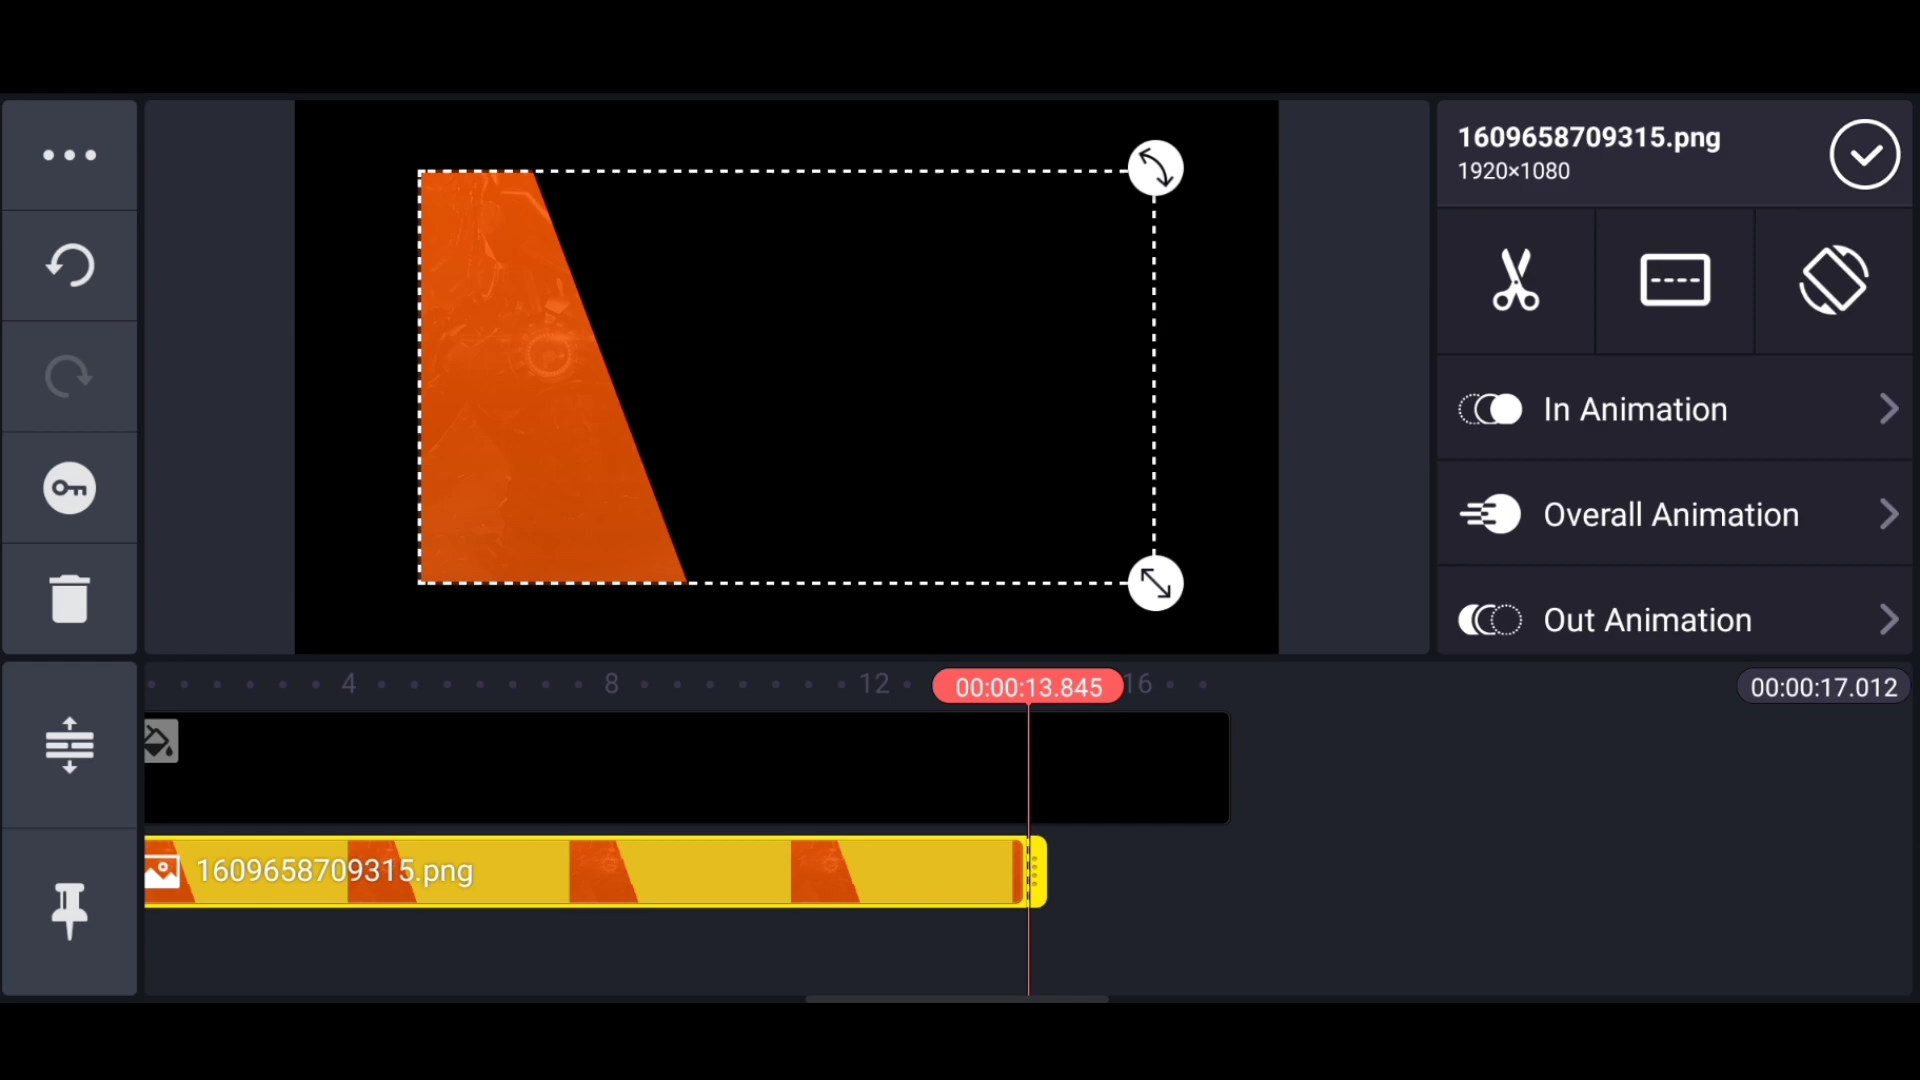 1609658709315.png
1920×1080
In Animation
Overall Animation
Out Animation
4 8 12 00:00:13.845 16 00:00:17.012
1609658709315.png